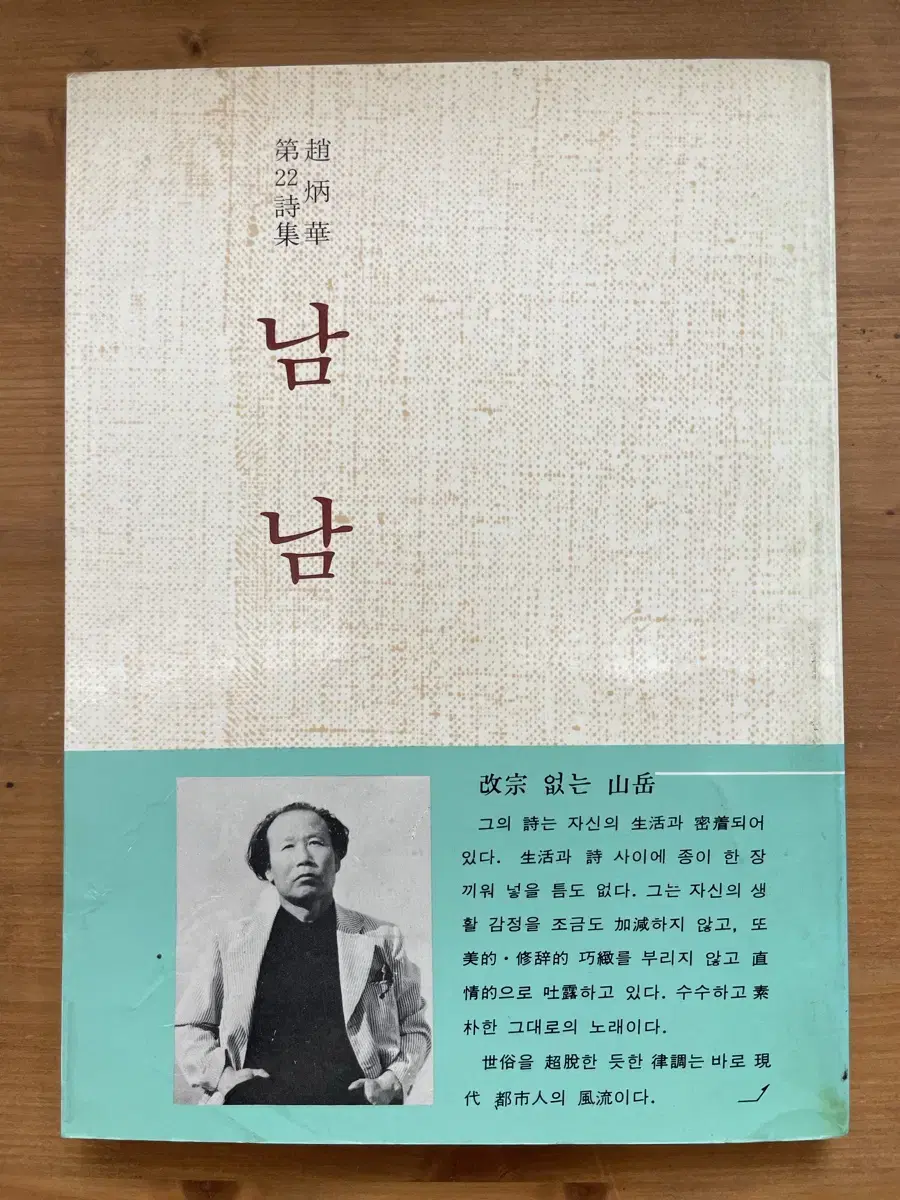 趙炳華
第22詩集
남남
改宗 없는 山岳
그의 詩는 자신의 生活과 密着되어
있다. 生活과 詩 사이에 종이 한 장
끼워 넣을 틈도 없다. 그는 자신의 생
활 감정을 조금도 加減하지 않고, 또
美的·修辞的 巧緻를 부리지 않고 直
情的으로 吐露하고 있다. 수수하고 素
朴한 그대로의 노래이다.
世俗을 超脫한 듯한 律調는 바로 現
代 都市人의 風流이다.